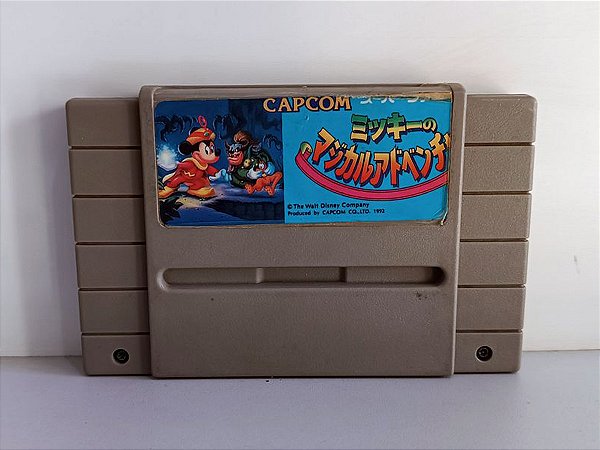 CAPCOM
ミッキーの
マジカルアドベンチ
© The Walt Disney Company
Produced by CAPCOM CO.,LTD. 1992